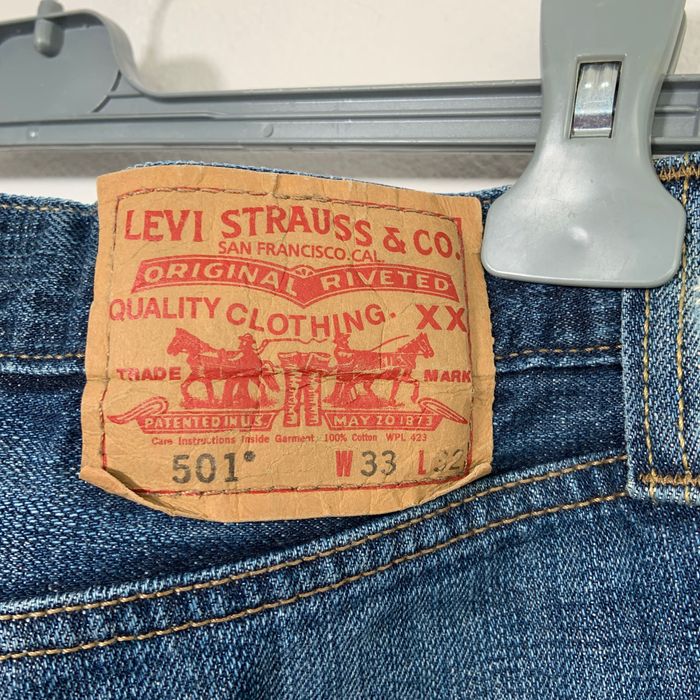 LEVI STRAUSS & CO.
SAN FRANCISCO, CAL.
ORIGINAL RIVETED
QUALITY CLOTHING. XX
TRADE MARK
PATENTED IN U.S. MAY 20 1873
Care Instructions Inside Garment 100% Cotton WPL 423
501® W 33 L 32